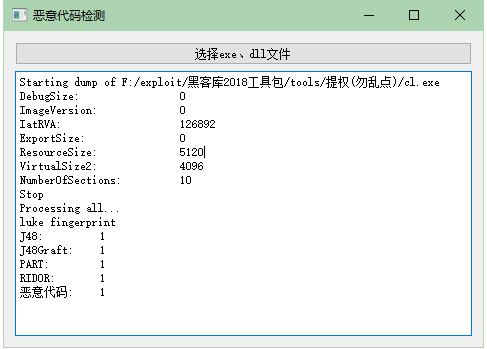 恶意代码检测
选择exe、dll文件
Starting dump of F:/exploit/黑客库2018工具包/tools/提权(勿乱点)/cl.exe
DebugSize: 0
ImageVersion: 0
IatRVA: 126892
ExportSize: 0
ResourceSize: 5120
VirtualSize2: 4096
NumberOfSections: 10
Stop
Processing all...
luke fingerprint
J48: 1
J48Graft: 1
PART: 1
RIDOR: 1
恶意代码: 1